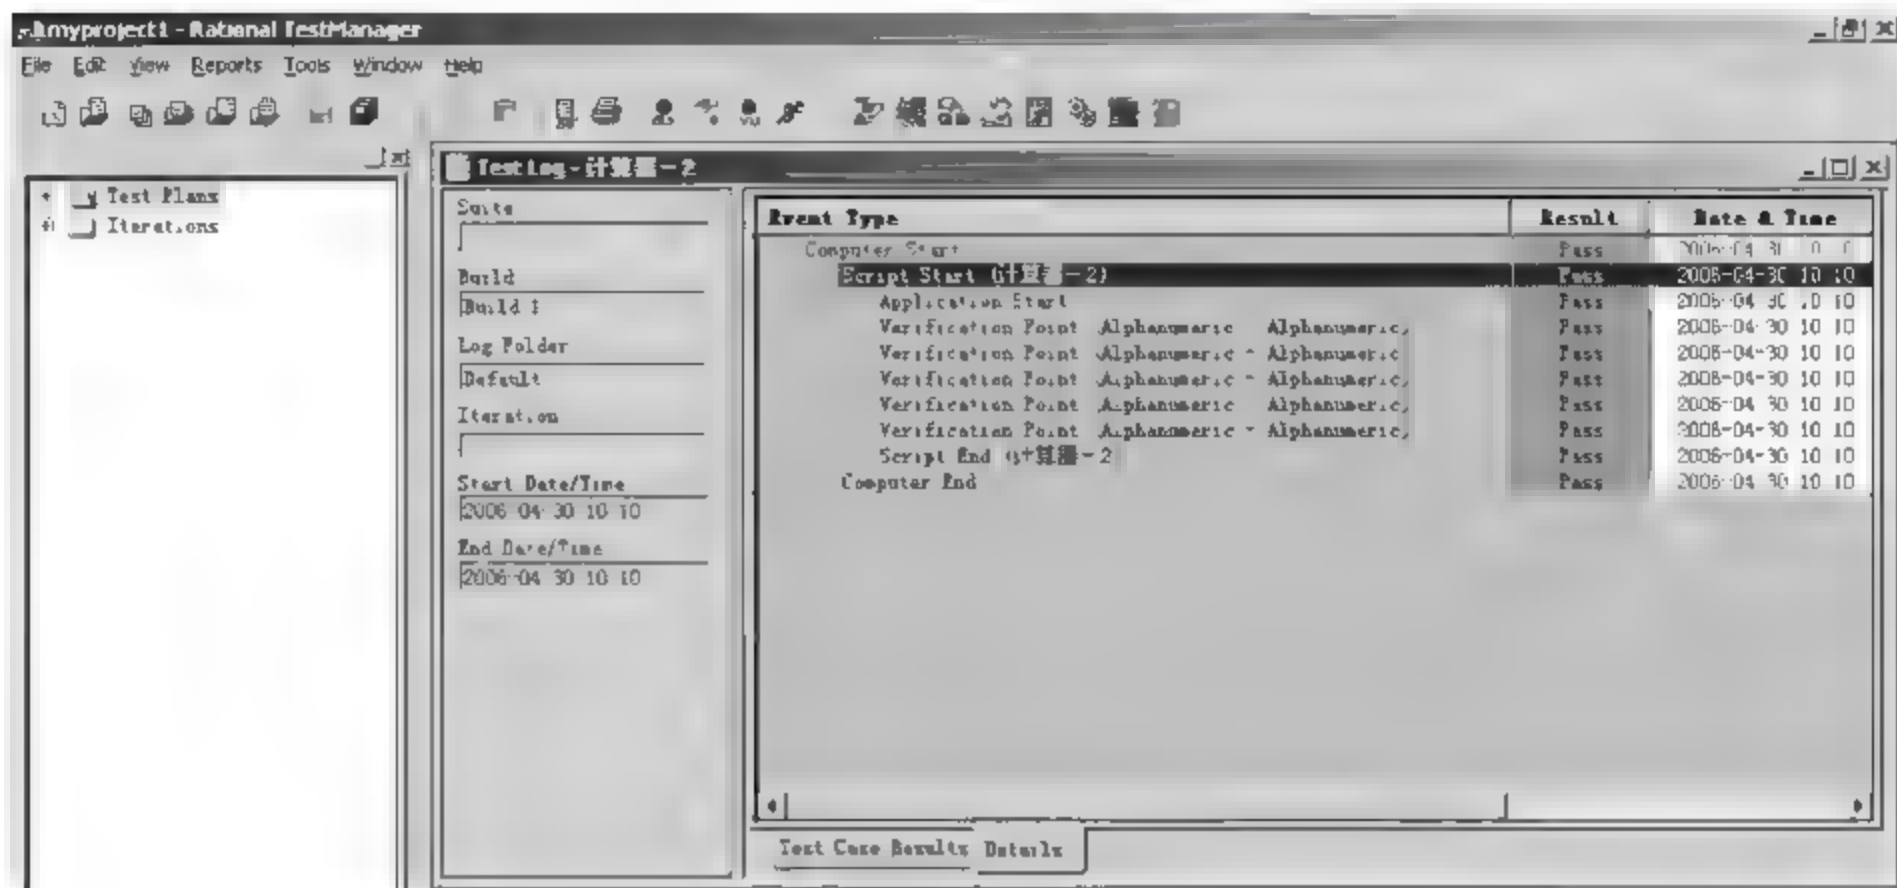 myproject1 - Rational TestManager
File Edit View Reports Tools Window Help
Test Plans
Iterations
TestLog - 计算器-2
Suite
Build
Build 1
Log Folder
Default
Iteration
Start Date/Time
2006-04-30 10 10
End Date/Time
2006-04-30 10 10
Event Type Result Date & Time
Computer Start Pass
Script Start (计算器-2) Pass 2006-04-30 10 10
Application Start Pass 2006-04-30 10 10
Verification Point Alphanumeric - Alphanumeric Pass 2006-04-30 10 10
Verification Point Alphanumeric - Alphanumeric Pass 2006-04-30 10 10
Verification Point Alphanumeric - Alphanumeric Pass 2006-04-30 10 10
Verification Point Alphanumeric - Alphanumeric Pass 2006-04-30 10 10
Verification Point Alphanumeric - Alphanumeric Pass 2006-04-30 10 10
Script End (计算器-2 Pass 2006-04-30 10 10
Computer End Pass 2006-04-30 10 10
Test Case Results Details